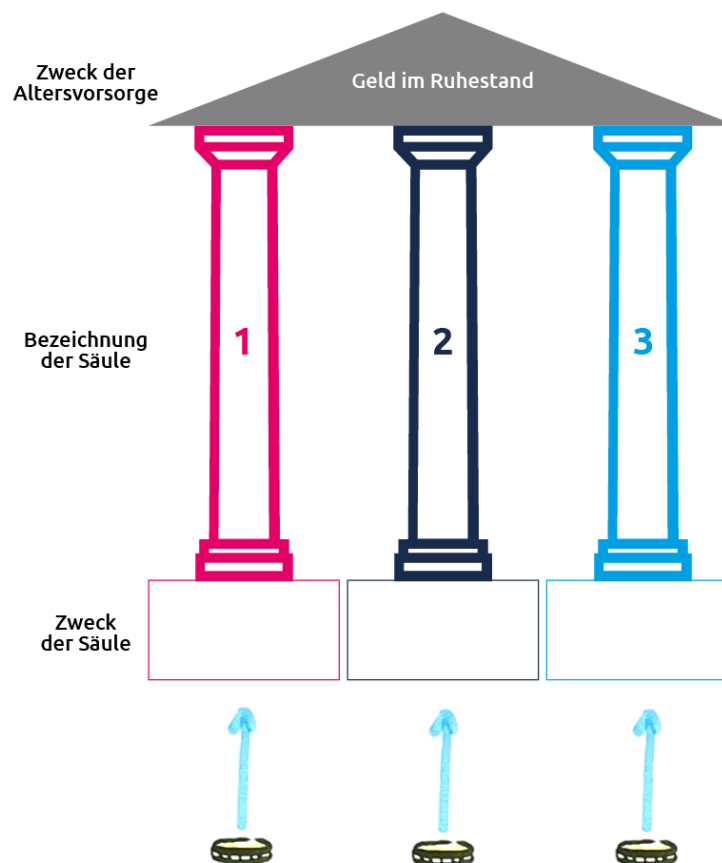 Zweck der
Altersvorsorge
Geld im Ruhestand
Bezeichnung
der Säule
1
2
3
Zweck
der Säule